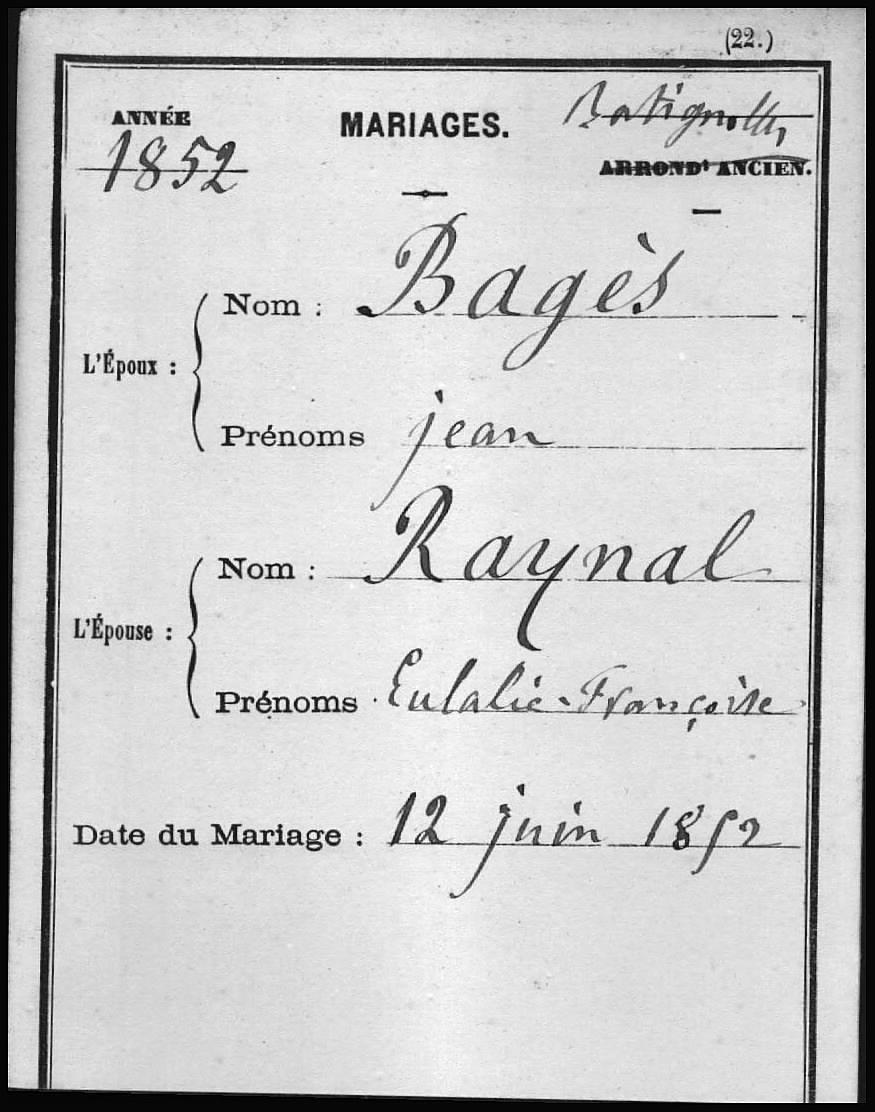 (22.)
ANNÉE MARIAGES. Batignolles
1852 ARRONDt ANCIEN.
Nom : Bagès
L'Époux :
Prénoms jean
Nom : Raynal
L'Épouse :
Prénoms Eulalie-Françoise
Date du Mariage : 12 juin 1852